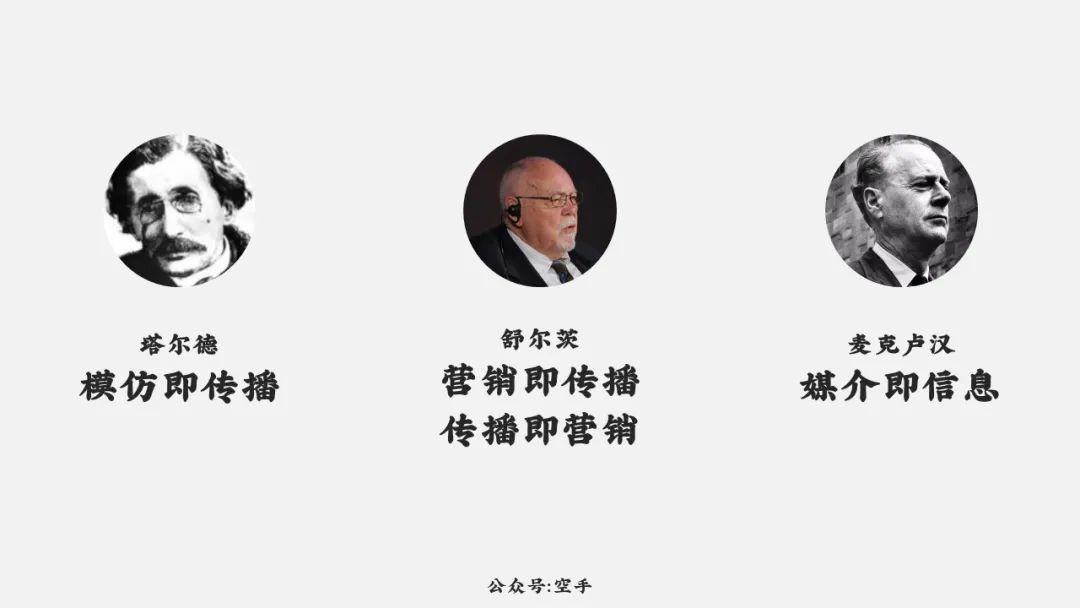 塔尔德
模仿即传播
舒尔茨
营销即传播
传播即营销
麦克卢汉
媒介即信息
公众号:空手